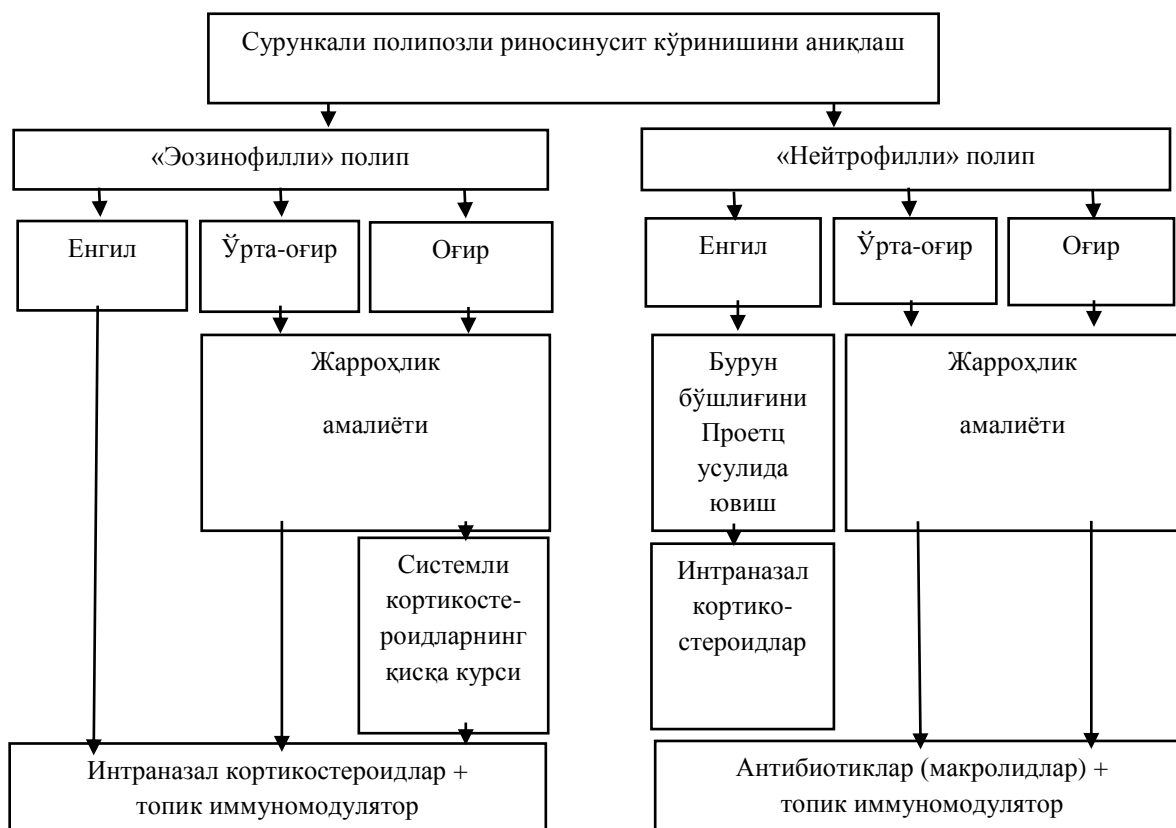 Сурункали полипозли риносинусит кўринишини аниқлаш
«Эозинофилли» полип
«Нейтрофилли» полип
Енгил
Ўрта-оғир
Оғир
Енгил
Ўрта-оғир
Оғир
Жарроҳлик
амалиёти
Бурун
бўшлиғини
Проетц
усулида
ювиш
Жарроҳлик
амалиёти
Системли
кортикосте-
роидларнинг
қисқа курси
Интраназал
кортико-
стероидлар
Интраназал кортикостероидлар +
топик иммуномодулятор
Антибиотиклар (макролидлар) +
топик иммуномодулятор